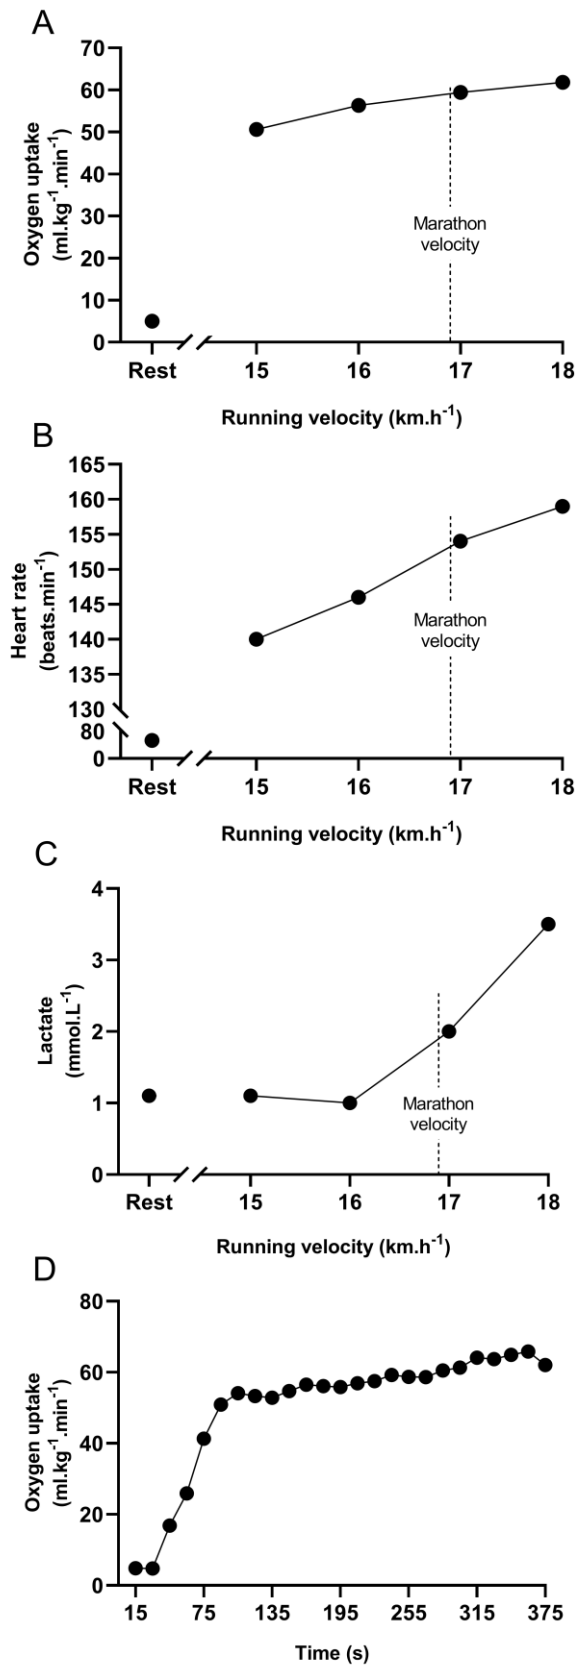 A
70
60
50
40
30
20
10
0
Oxygen uptake
(ml.kg⁻¹.min⁻¹)
Marathon
velocity
Rest 15 16 17 18
Running velocity (km.h⁻¹)
B
165
160
155
150
145
140
135
130
80
0
Heart rate
(beats.min⁻¹)
Marathon
velocity
Rest 15 16 17 18
Running velocity (km.h⁻¹)
C
4
3
2
1
0
Lactate
(mmol.L⁻¹)
Marathon
velocity
Rest 15 16 17 18
Running velocity (km.h⁻¹)
D
80
60
40
20
0
Oxygen uptake
(ml.kg⁻¹.min⁻¹)
15 75 135 195 255 315 375
Time (s)